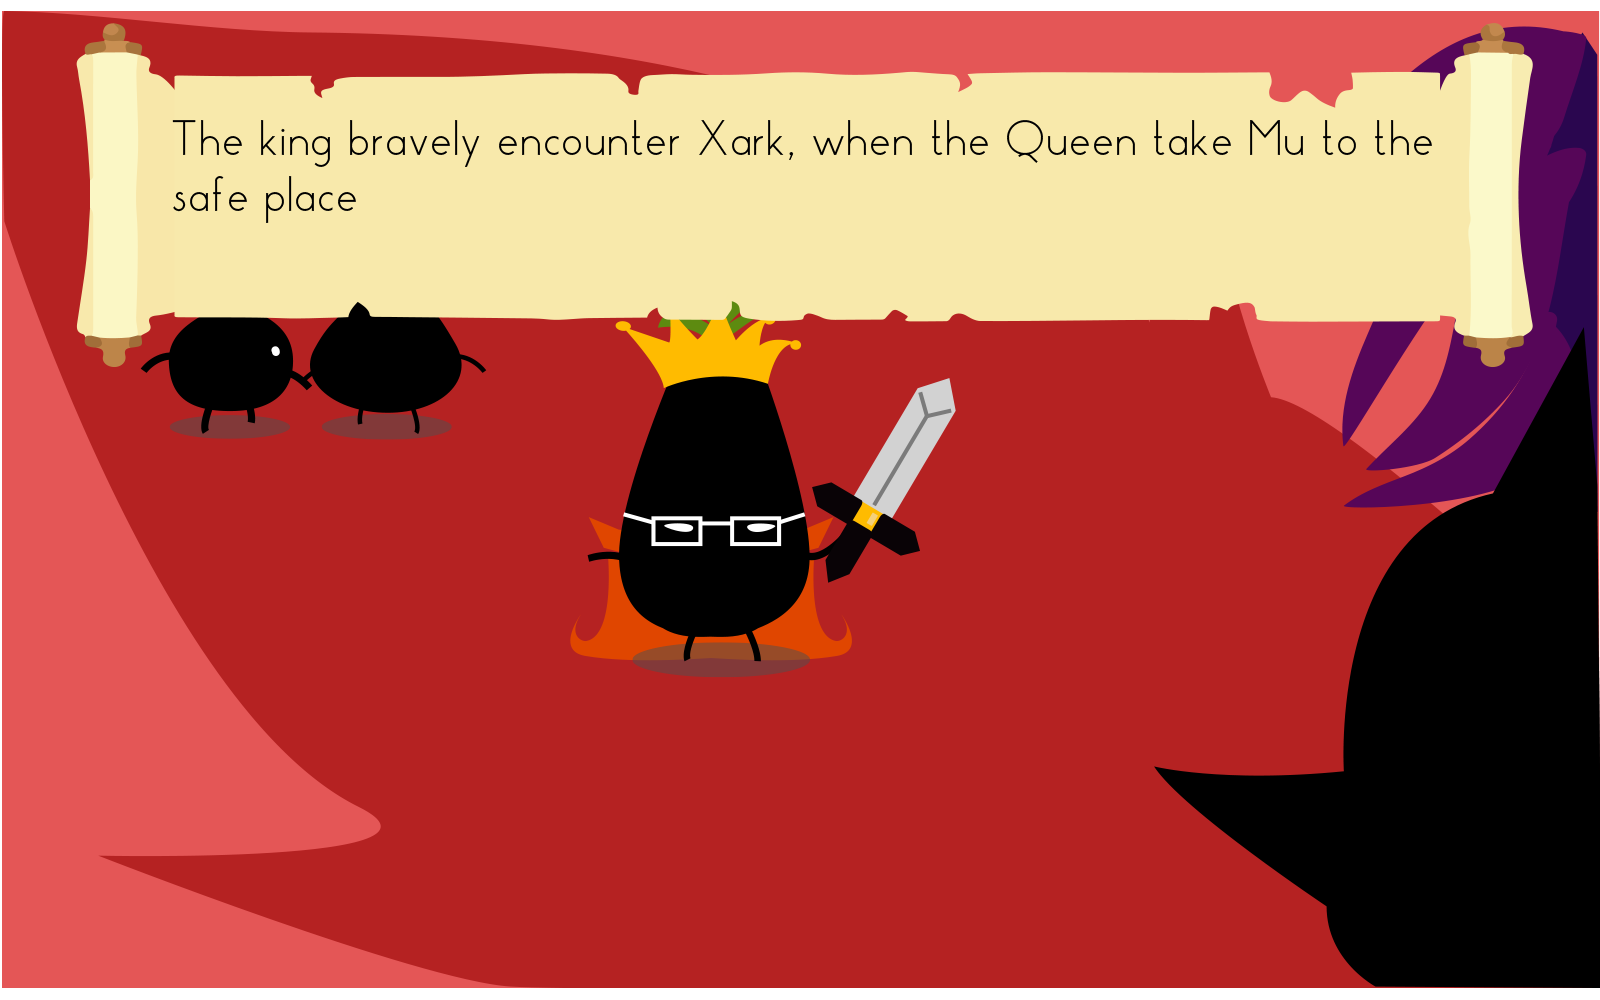 The king bravely encounter Xark, when the Queen take Mu to the
safe place